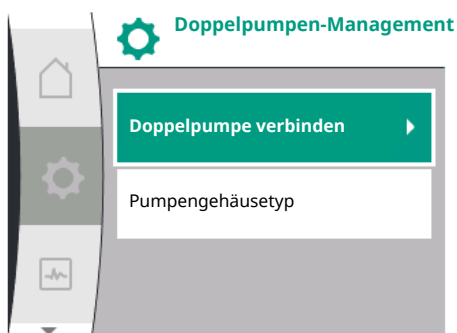 Doppelpumpen-Management
Doppelpumpe verbinden
Pumpengehäusetyp